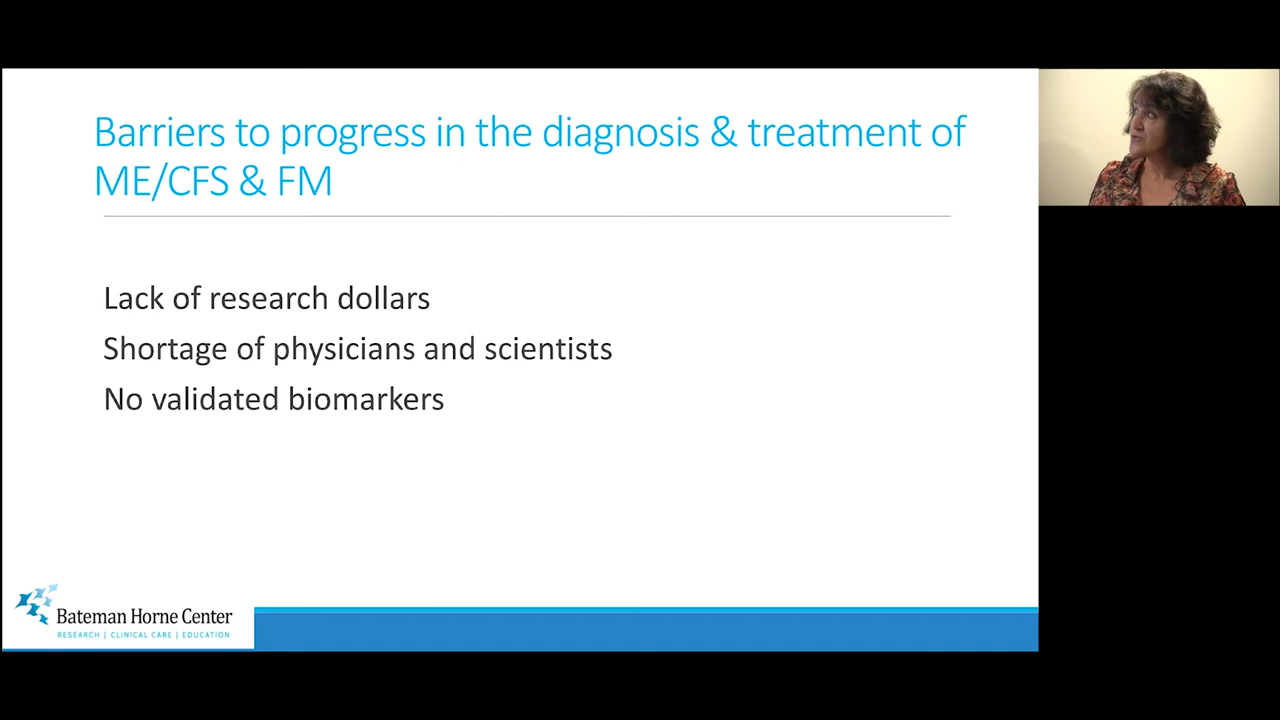 Barriers to progress in the diagnosis & treatment of
ME/CFS & FM
Lack of research dollars
Shortage of physicians and scientists
No validated biomarkers
Bateman Horne Center
RESEARCH | CLINICAL CARE | EDUCATION